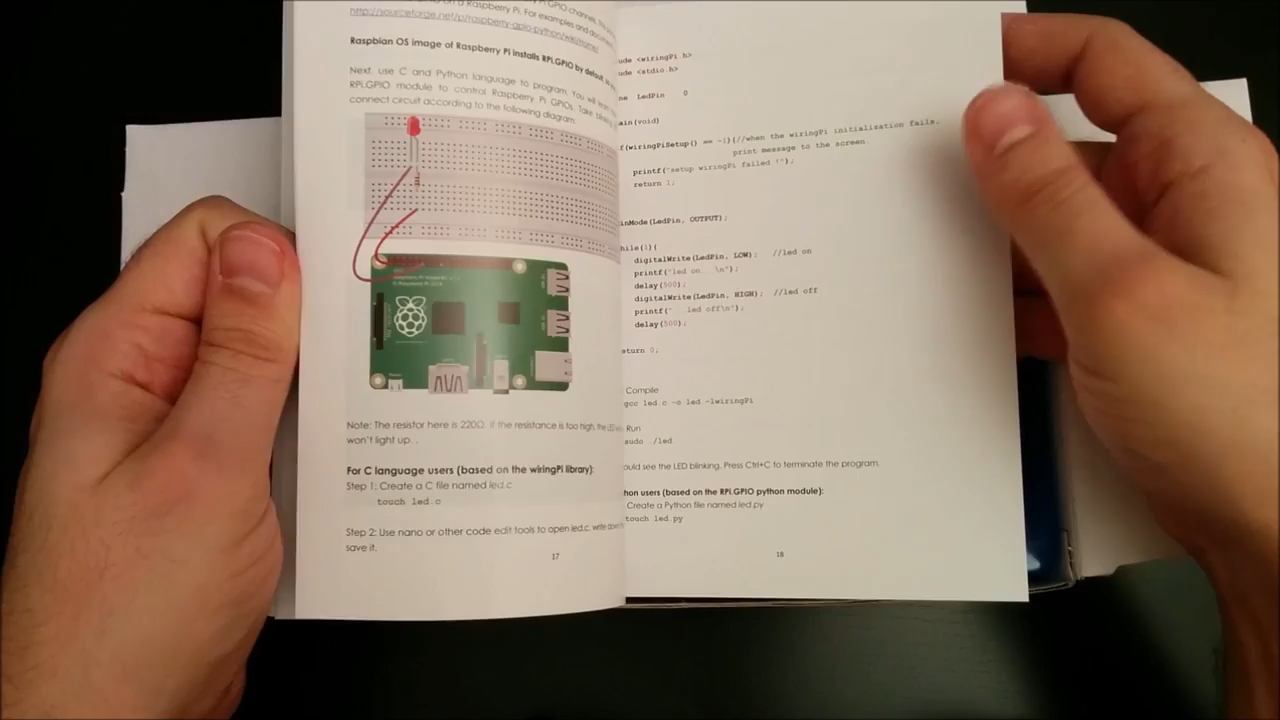 on a Raspberry Pi. For examples and
http://sourceforge.net/p/raspberry-gpio-python/wiki/Home/
Raspbian OS image of Raspberry Pi installs RPi.GPIO by default,
Next, use C and Python language to program. You will
RPi.GPIO module to control Raspberry Pi GPIOs. Take
connect circuit according to the following diagram:
Note: The resistor here is 220Ω. If the resistance is too high, the LED
won't light up. .
For C language users (based on the wiringPi library):
Step 1: Create a C file named led.c
touch led.c
Step 2: Use nano or other code edit tools to open led.c, write down
save it.
17
ude <wiringPi.h>
ude <stdio.h>
ne LedPin 0
ain(void)
f(wiringPiSetup() == -1){//when the wiringPi initialization fails,
print message to the screen.
printf("setup wiringPi failed !");
return 1;
inMode(LedPin, OUTPUT);
hile(1){
digitalWrite(LedPin, LOW); //led on
printf("led on.. \n");
delay(500);
digitalWrite(LedPin, HIGH); //led off
printf(" led off\n");
delay(500);
eturn 0;
Compile
gcc led.c -o led -lwiringPi
Run
sudo ./led
ould see the LED blinking. Press Ctrl+C to terminate the program.
hon users (based on the RPi.GPIO python module):
Create a Python file named led.py
touch led.py
18